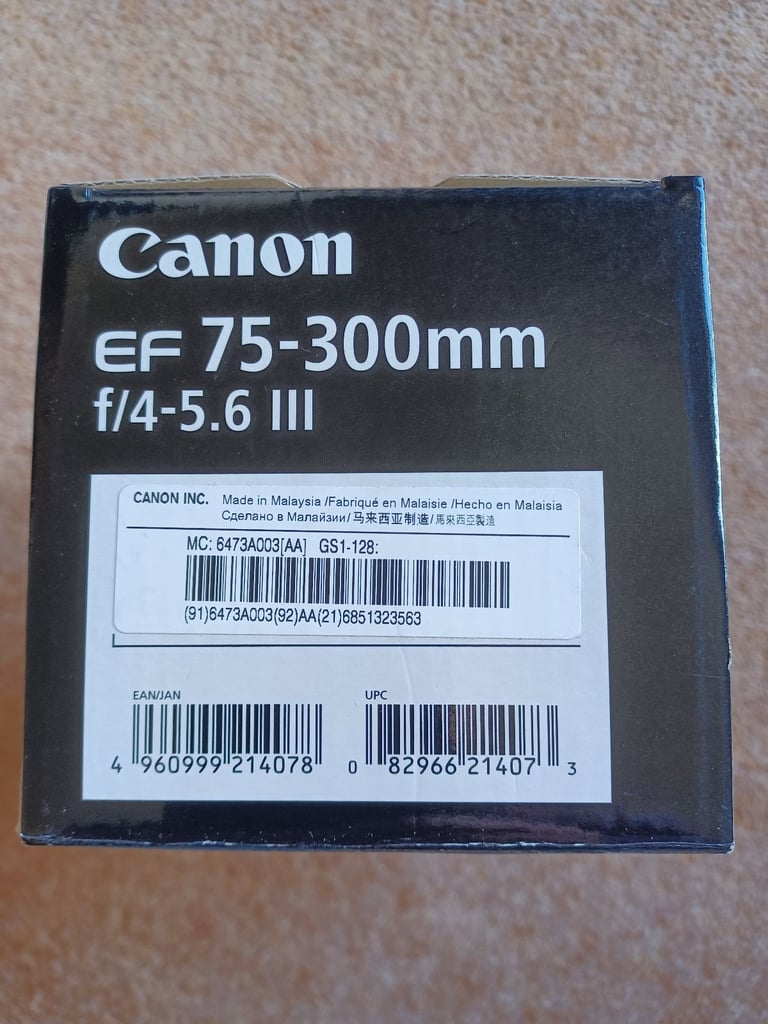 Canon
EF 75-300mm
f/4-5.6 III
CANON INC. Made in Malaysia /Fabriqué en Malaisie /Hecho en Malaisia
Сделано в Малайзии/ 马来西亚制造/ 馬來西亞製造
MC: 6473A003[AA] GS1-128:
(91)6473A003(92)AA(21)6851323563
EAN/JAN UPC
4 960999 214078 0 82966 21407 3